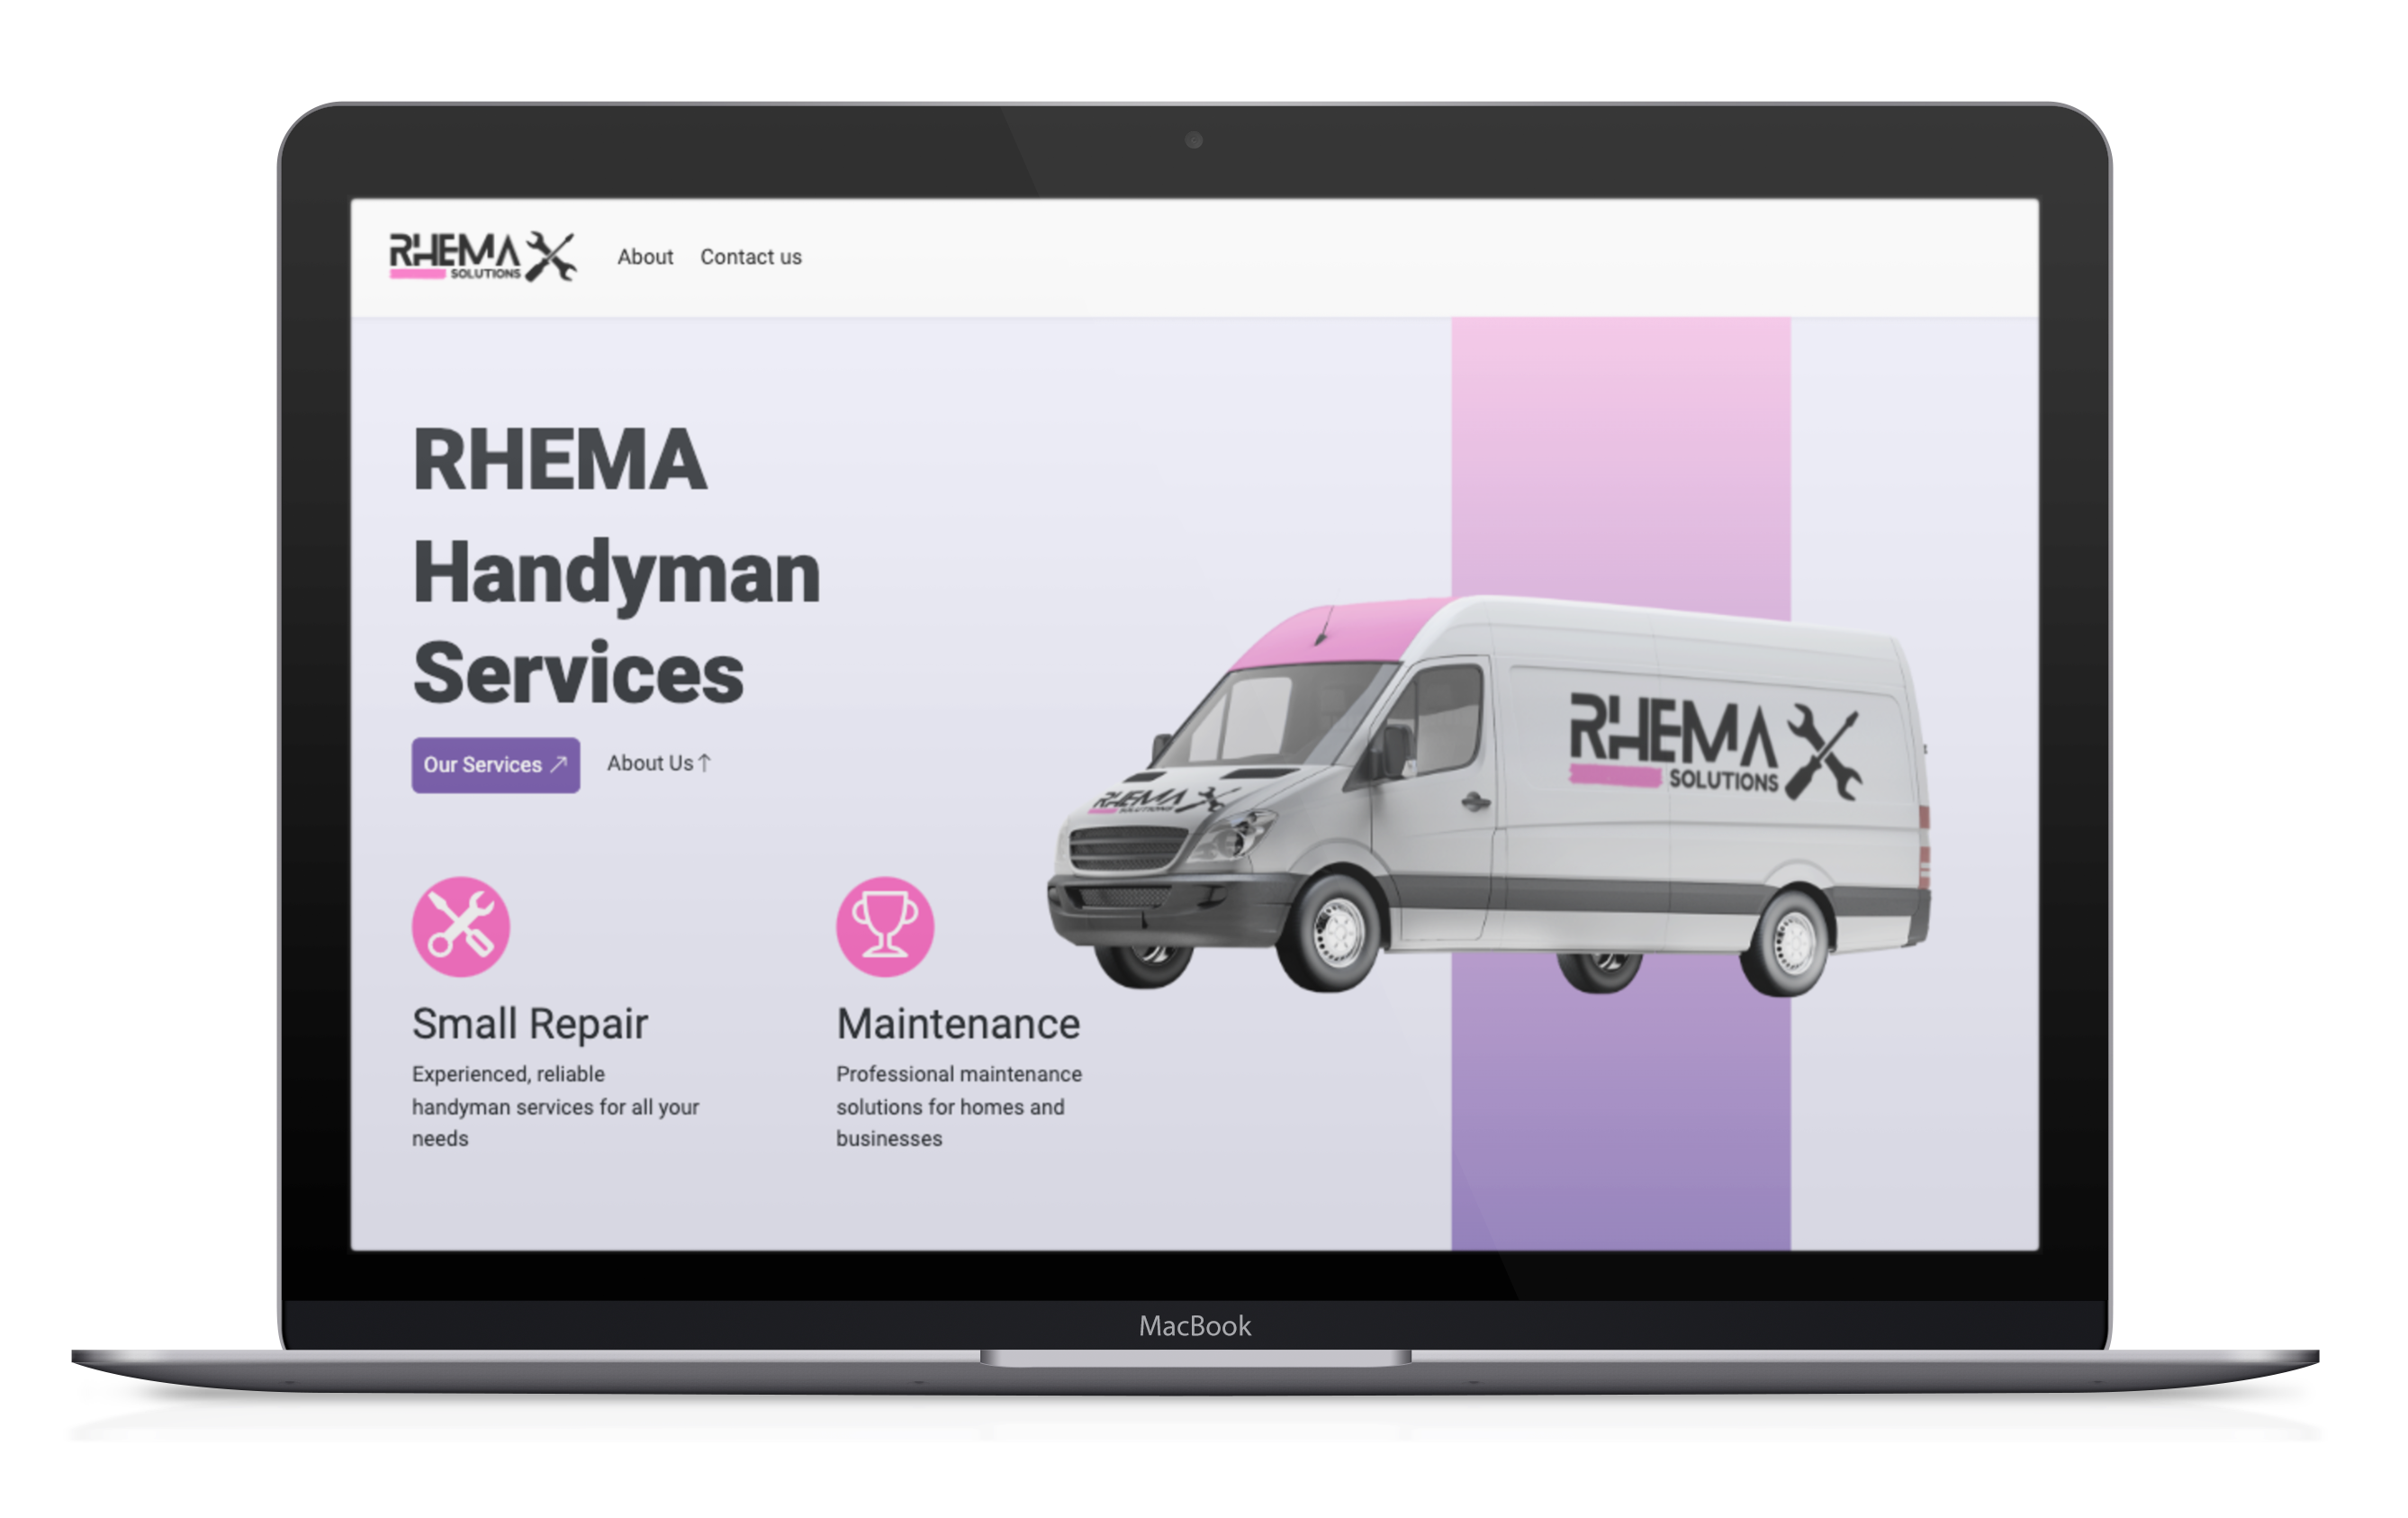 RHEMA
SOLUTIONS
About Contact us
RHEMA
Handyman
Services
Our Services About Us
RHEMA
SOLUTIONS
RHEMA
SOLUTIONS
Small Repair
Experienced, reliable
handyman services for all your
needs
Maintenance
Professional maintenance
solutions for homes and
businesses
MacBook